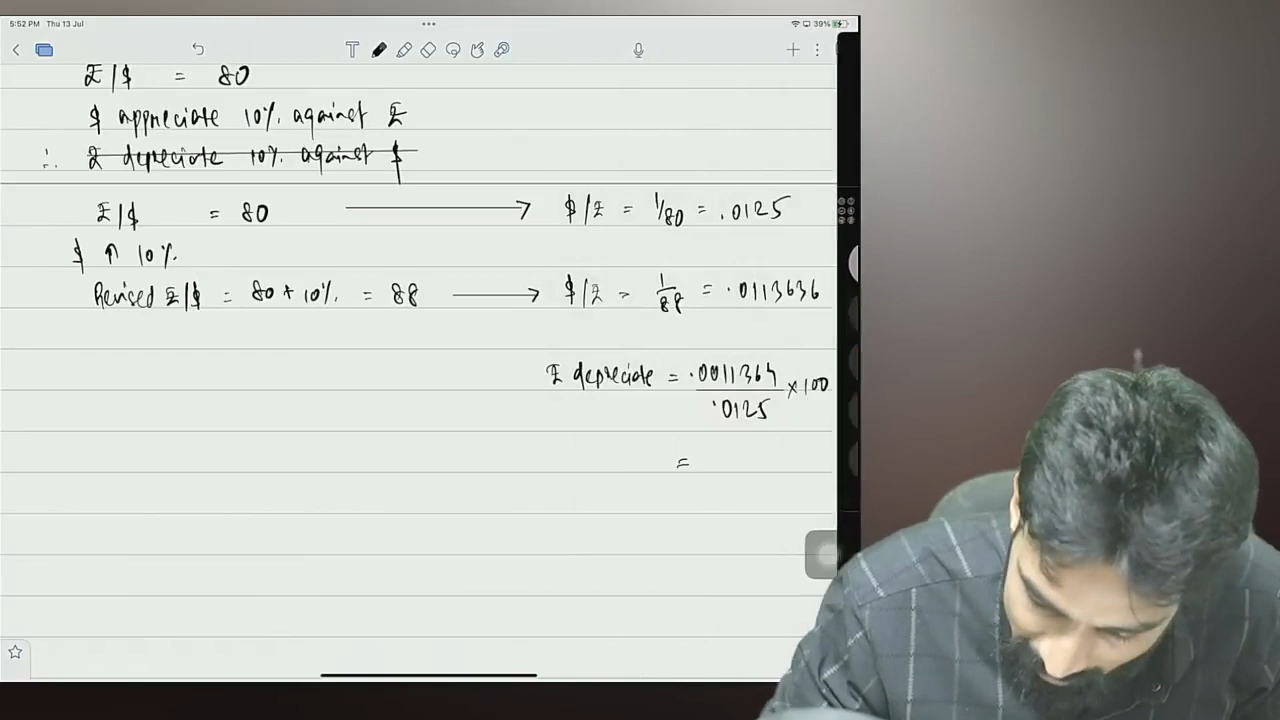 5:52 PM Thu 13 Jul
39%
₹/$ = 80
$ appreciate 10% against ₹
∴ ₹ depreciate 10% against $
₹/$ = 80 → $/₹ = 1/80 = .0125
$ ↑ 10%
Revised ₹/$ = 80 + 10% = 88 → $/₹ = 1/88 = .0113636
₹ depreciate = .0011364/.0125 × 100
=